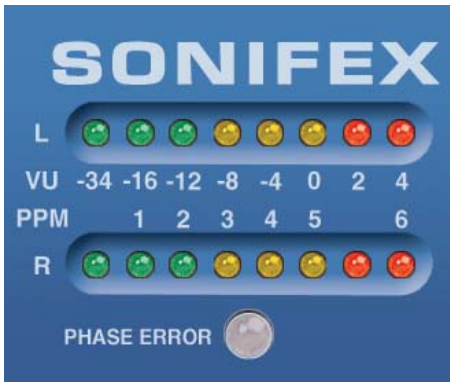 SONIFEX
L
VU -34 -16 -12 -8 -4 0 2 4
PPM 1 2 3 4 5 6
R
PHASE ERROR